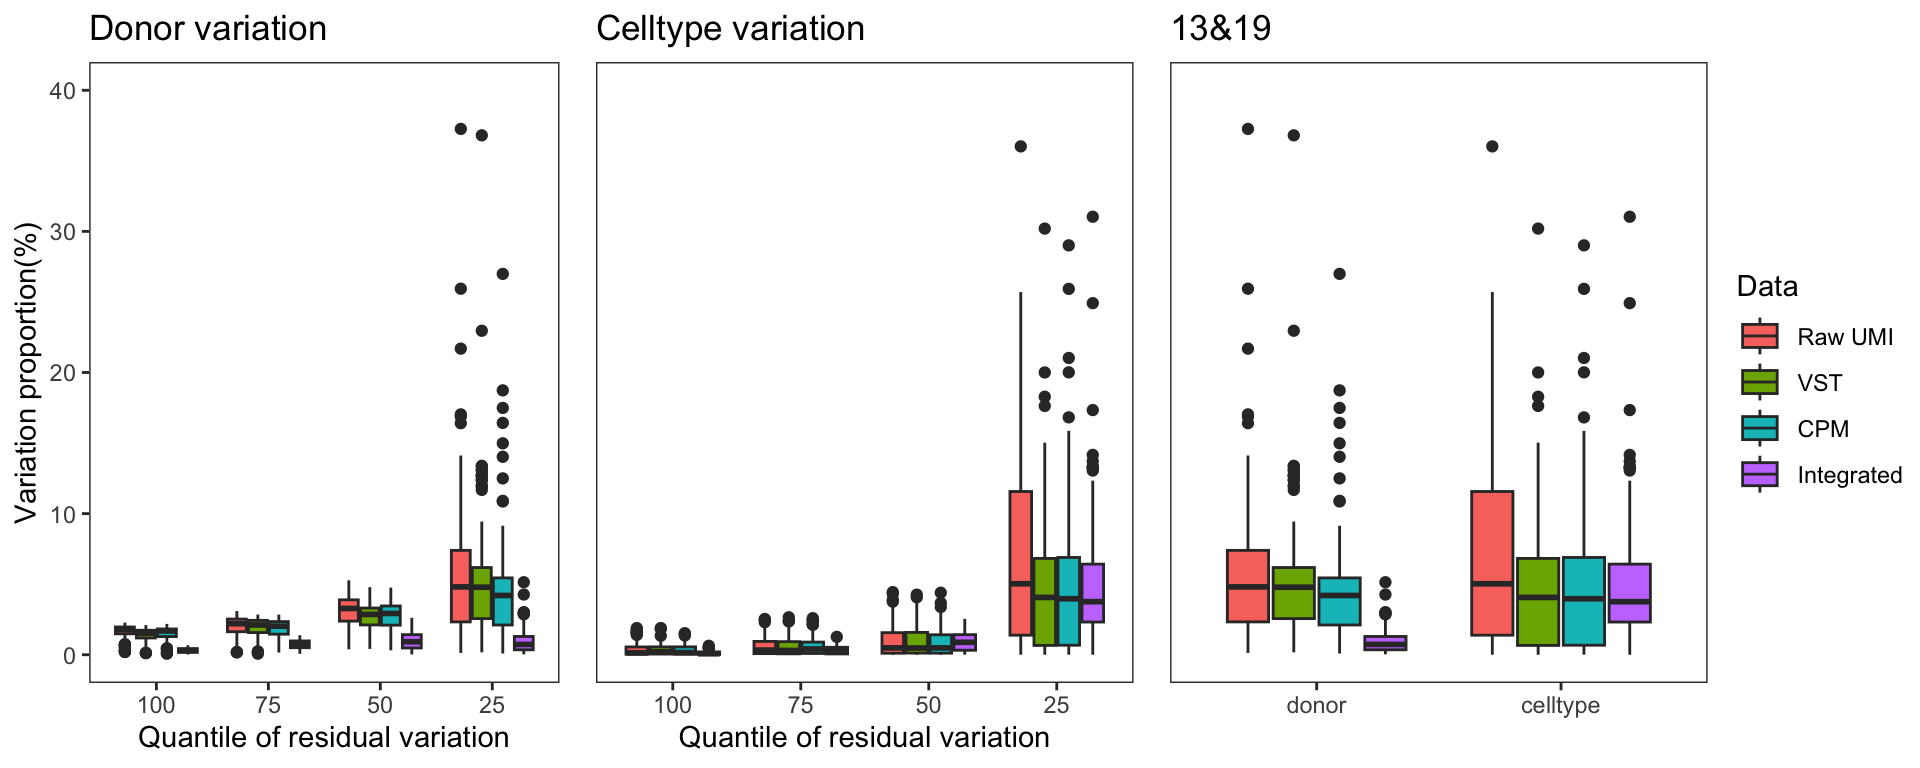 Donor variation
Celltype variation
13&19
Variation proportion(%)
40
30
20
10
0
100
75
50
25
Quantile of residual variation
100
75
50
25
Quantile of residual variation
donor
celltype
Data
Raw UMI
VST
CPM
Integrated